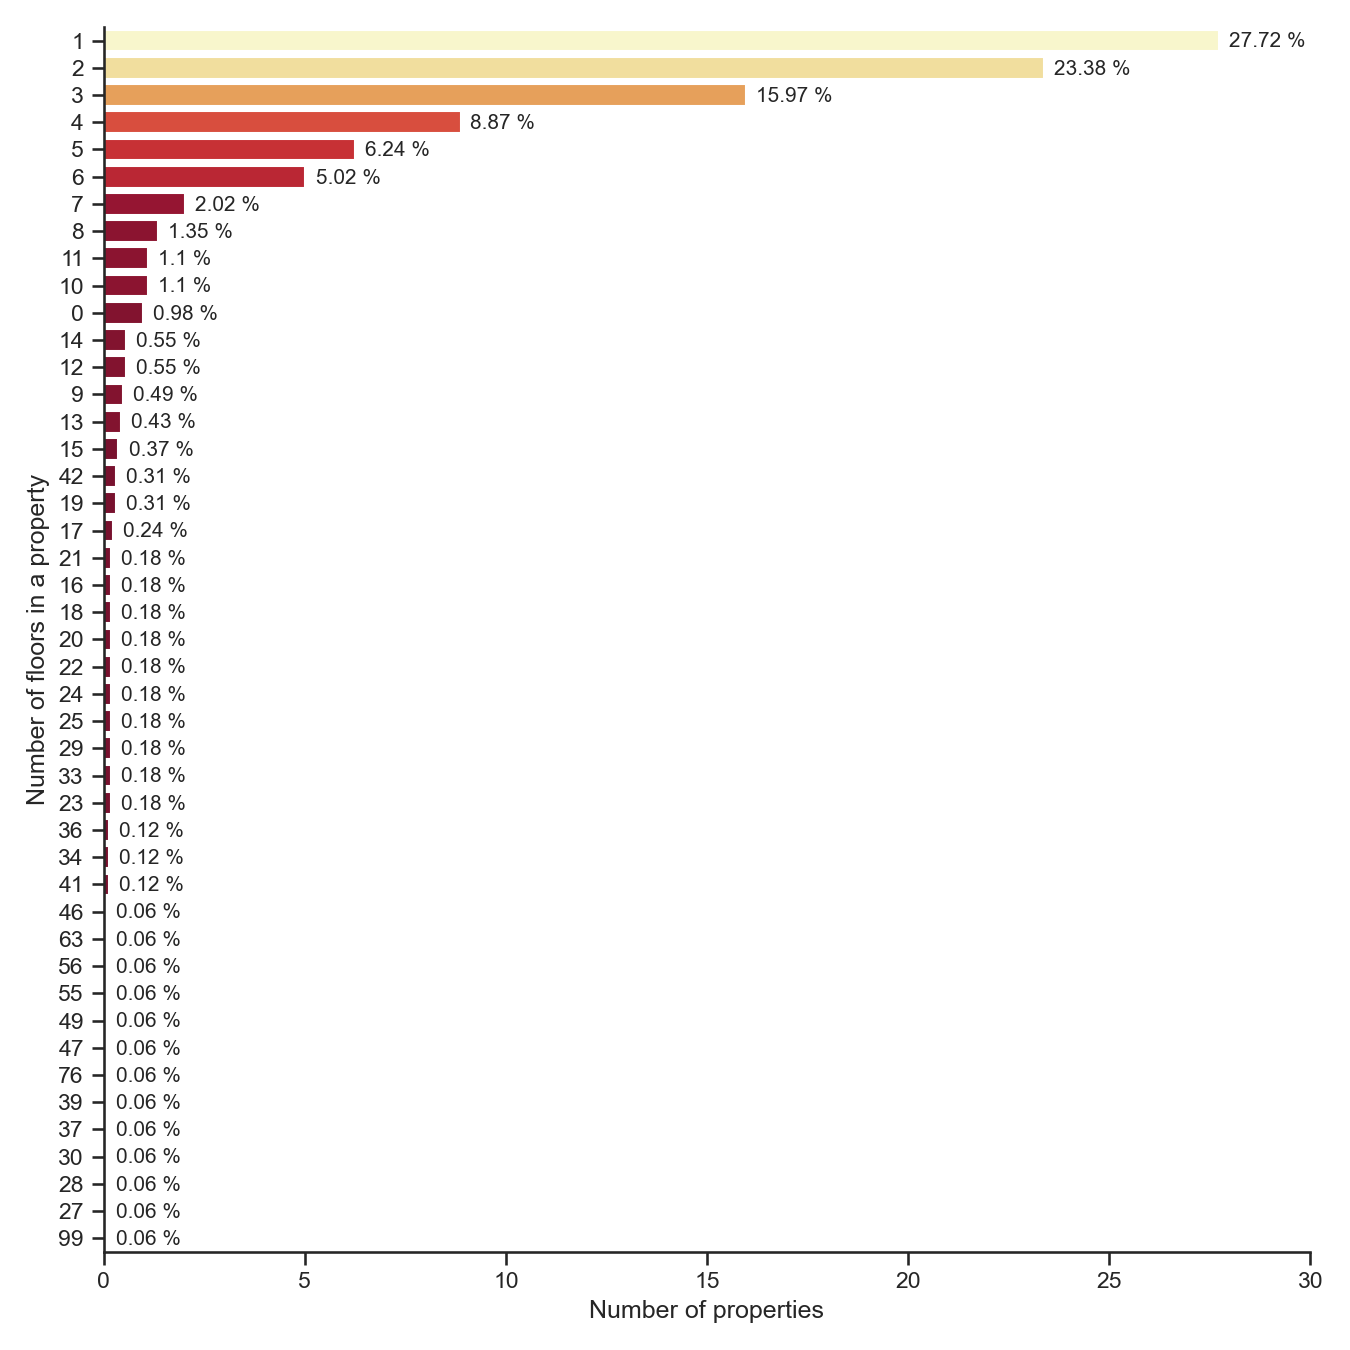 1 27.72 %
2 23.38 %
3 15.97 %
4 8.87 %
5 6.24 %
6 5.02 %
7 2.02 %
8 1.35 %
11 1.1 %
10 1.1 %
0 0.98 %
14 0.55 %
12 0.55 %
9 0.49 %
13 0.43 %
15 0.37 %
42 0.31 %
19 0.31 %
17 0.24 %
21 0.18 %
16 0.18 %
18 0.18 %
20 0.18 %
22 0.18 %
24 0.18 %
25 0.18 %
29 0.18 %
33 0.18 %
23 0.18 %
36 0.12 %
34 0.12 %
41 0.12 %
46 0.06 %
63 0.06 %
56 0.06 %
55 0.06 %
49 0.06 %
47 0.06 %
76 0.06 %
39 0.06 %
37 0.06 %
30 0.06 %
28 0.06 %
27 0.06 %
99 0.06 %
Number of floors in a property
0 5 10 15 20 25 30
Number of properties